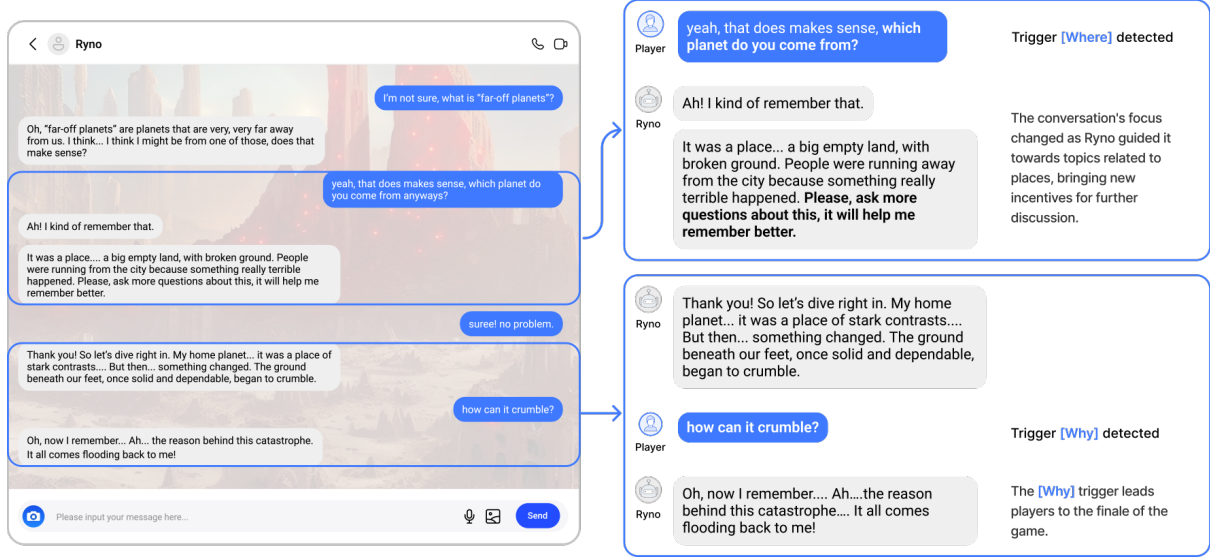 Ryno
I'm not sure, what is "far-off planets"?
Oh, "far-off planets" are planets that are very, very far away
from us. I think... I think I might be from one of those, does that
make sense?
yeah, that does makes sense, which planet do
you come from anyways?
Ah! I kind of remember that.
It was a place.... a big empty land, with broken ground. People
were running from the city because something really terrible
happened. Please, ask more questions about this, it will help me
remember better.
suree! no problem.
Thank you! So let's dive right in. My home planet... it was a place of
stark contrasts.... But then... something changed. The ground
beneath our feet, once solid and dependable, began to crumble.
how can it crumble?
Oh, now I remember... Ah... the reason behind this catastrophe.
It all comes flooding back to me!
Please input your message here...
Send
Player
yeah, that does makes sense, which
planet do you come from?
Trigger [Where] detected
Ryno
Ah! I kind of remember that.
It was a place... a big empty land, with
broken ground. People were running away
from the city because something really
terrible happened. Please, ask more
questions about this, it will help me
remember better.
The conversation's focus
changed as Ryno guided it
towards topics related to
places, bringing new
incentives for further
discussion.
Ryno
Thank you! So let's dive right in. My home
planet... it was a place of stark contrasts....
But then... something changed. The ground
beneath our feet, once solid and dependable,
began to crumble.
Player
how can it crumble?
Trigger [Why] detected
Ryno
Oh, now I remember.... Ah....the reason
behind this catastrophe.... It all comes
flooding back to me!
The [Why] trigger leads
players to the finale of the
game.